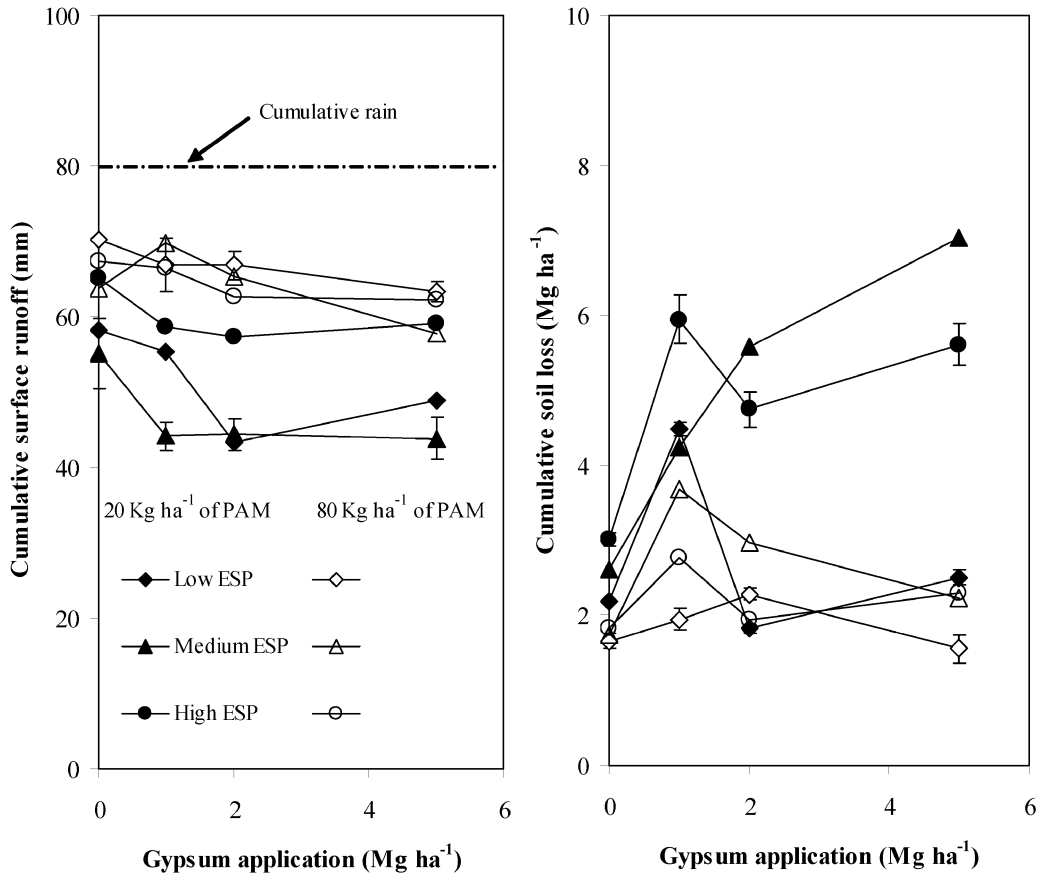 100
80
60
40
20
0
Cumulative surface runoff (mm)
Cumulative rain
20 Kg ha⁻¹ of PAM 80 Kg ha⁻¹ of PAM
Low ESP
Medium ESP
High ESP
0 2 4 6
Gypsum application (Mg ha⁻¹)
10
8
6
4
2
0
Cumulative soil loss (Mg ha⁻¹)
0 2 4 6
Gypsum application (Mg ha⁻¹)